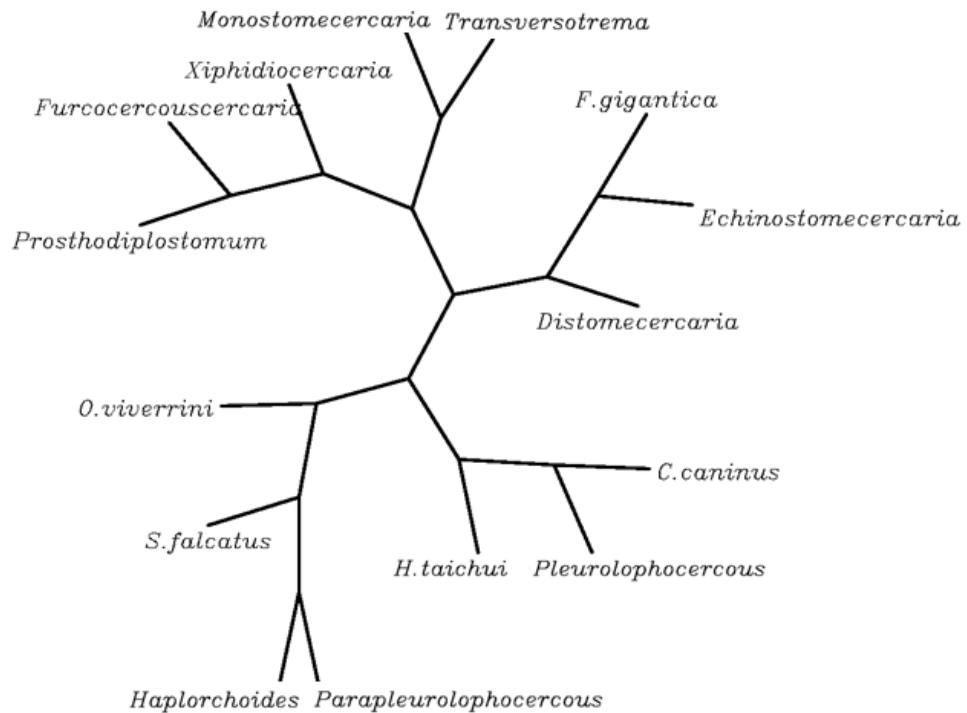 Monostomecercaria Transversotrema
Xiphidiocercaria
F.gigantica
Furcocercouscercaria
Echinostomecercaria
Prosthodiplostomum
Distomecercaria
O.viverrini
C.caninus
S.falcatus
H.taichui Pleurolophocercous
Haplorchoides Parapleurolophocercous